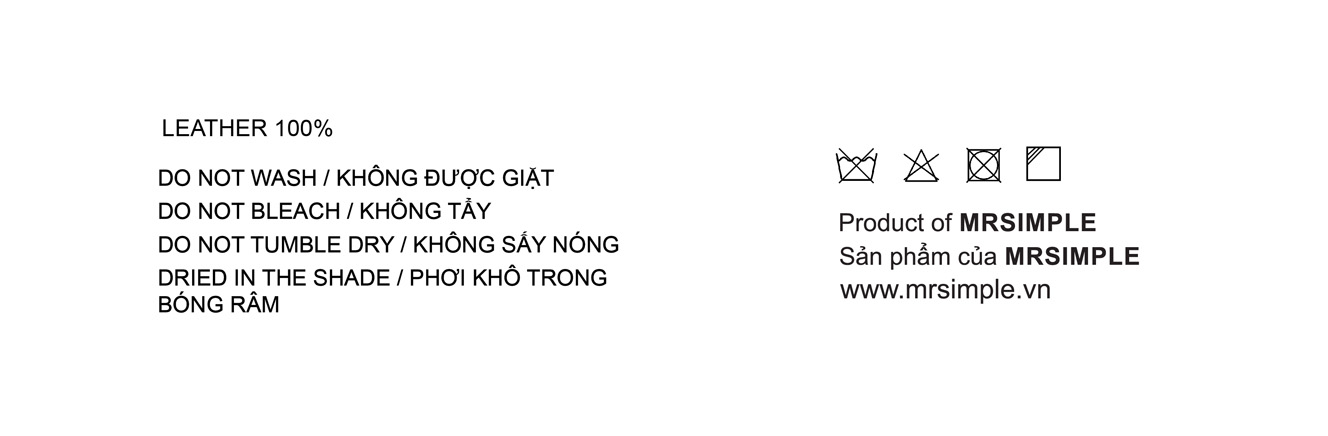 LEATHER 100%
DO NOT WASH / KHÔNG ĐƯỢC GIẶT
DO NOT BLEACH / KHÔNG TẨY
DO NOT TUMBLE DRY / KHÔNG SẤY NÓNG
DRIED IN THE SHADE / PHƠI KHÔ TRONG
BÓNG RÂM
Product of MRSIMPLE
Sản phẩm của MRSIMPLE
www.mrsimple.vn